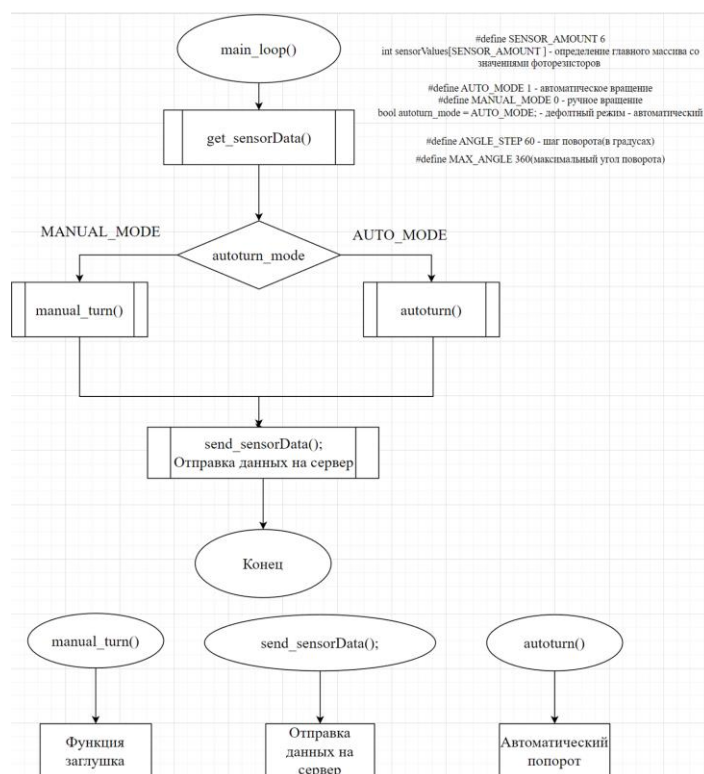 main_loop()
#define SENSOR_AMOUNT 6
int sensorValues[SENSOR_AMOUNT ] - определение главного массива со
значениями фоторезисторов
#define AUTO_MODE 1 - автоматическое вращение
#define MANUAL_MODE 0 - ручное вращение
bool autoturn_mode = AUTO_MODE; - дефолтный режим - автоматический
#define ANGLE_STEP 60 - шаг поворота(в градусах)
#define MAX_ANGLE 360(максимальный угол поворота)
get_sensorData()
MANUAL_MODE
AUTO_MODE
autoturn_mode
manual_turn()
autoturn()
send_sensorData();
Отправка данных на сервер
Конец
manual_turn()
send_sensorData();
autoturn()
Функция
заглушка
Отправка
данных на
сервер
Автоматический
попорот